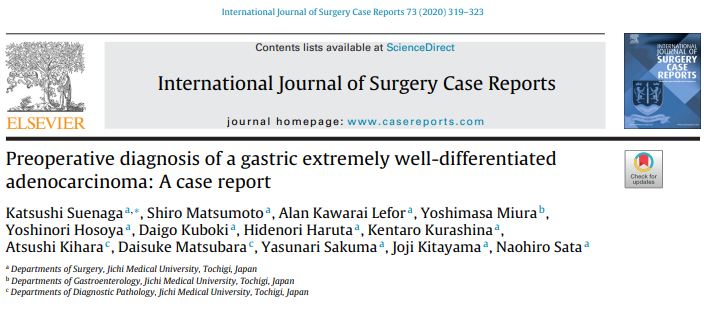 International Journal of Surgery Case Reports 73 (2020) 319–323
Contents lists available at ScienceDirect
International Journal of Surgery Case Reports
journal homepage: www.casereports.com
ELSEVIER
INTERNATIONAL
JOURNAL OF
SURGERY
CASE
REPORTS
Preoperative diagnosis of a gastric extremely well-differentiated
adenocarcinoma: A case report
Check for
updates
Katsushi Suenaga a,∗, Shiro Matsumoto a, Alan Kawarai Lefor a, Yoshimasa Miura b,
Yoshinori Hosoya a, Daigo Kuboki a, Hidenori Haruta a, Kentaro Kurashina a,
Atsushi Kihara c, Daisuke Matsubara c, Yasunari Sakuma a, Joji Kitayama a, Naohiro Sata a
a Departments of Surgery, Jichi Medical University, Tochigi, Japan
b Departments of Gastroenterology, Jichi Medical University, Tochigi, Japan
c Departments of Diagnostic Pathology, Jichi Medical University, Tochigi, Japan